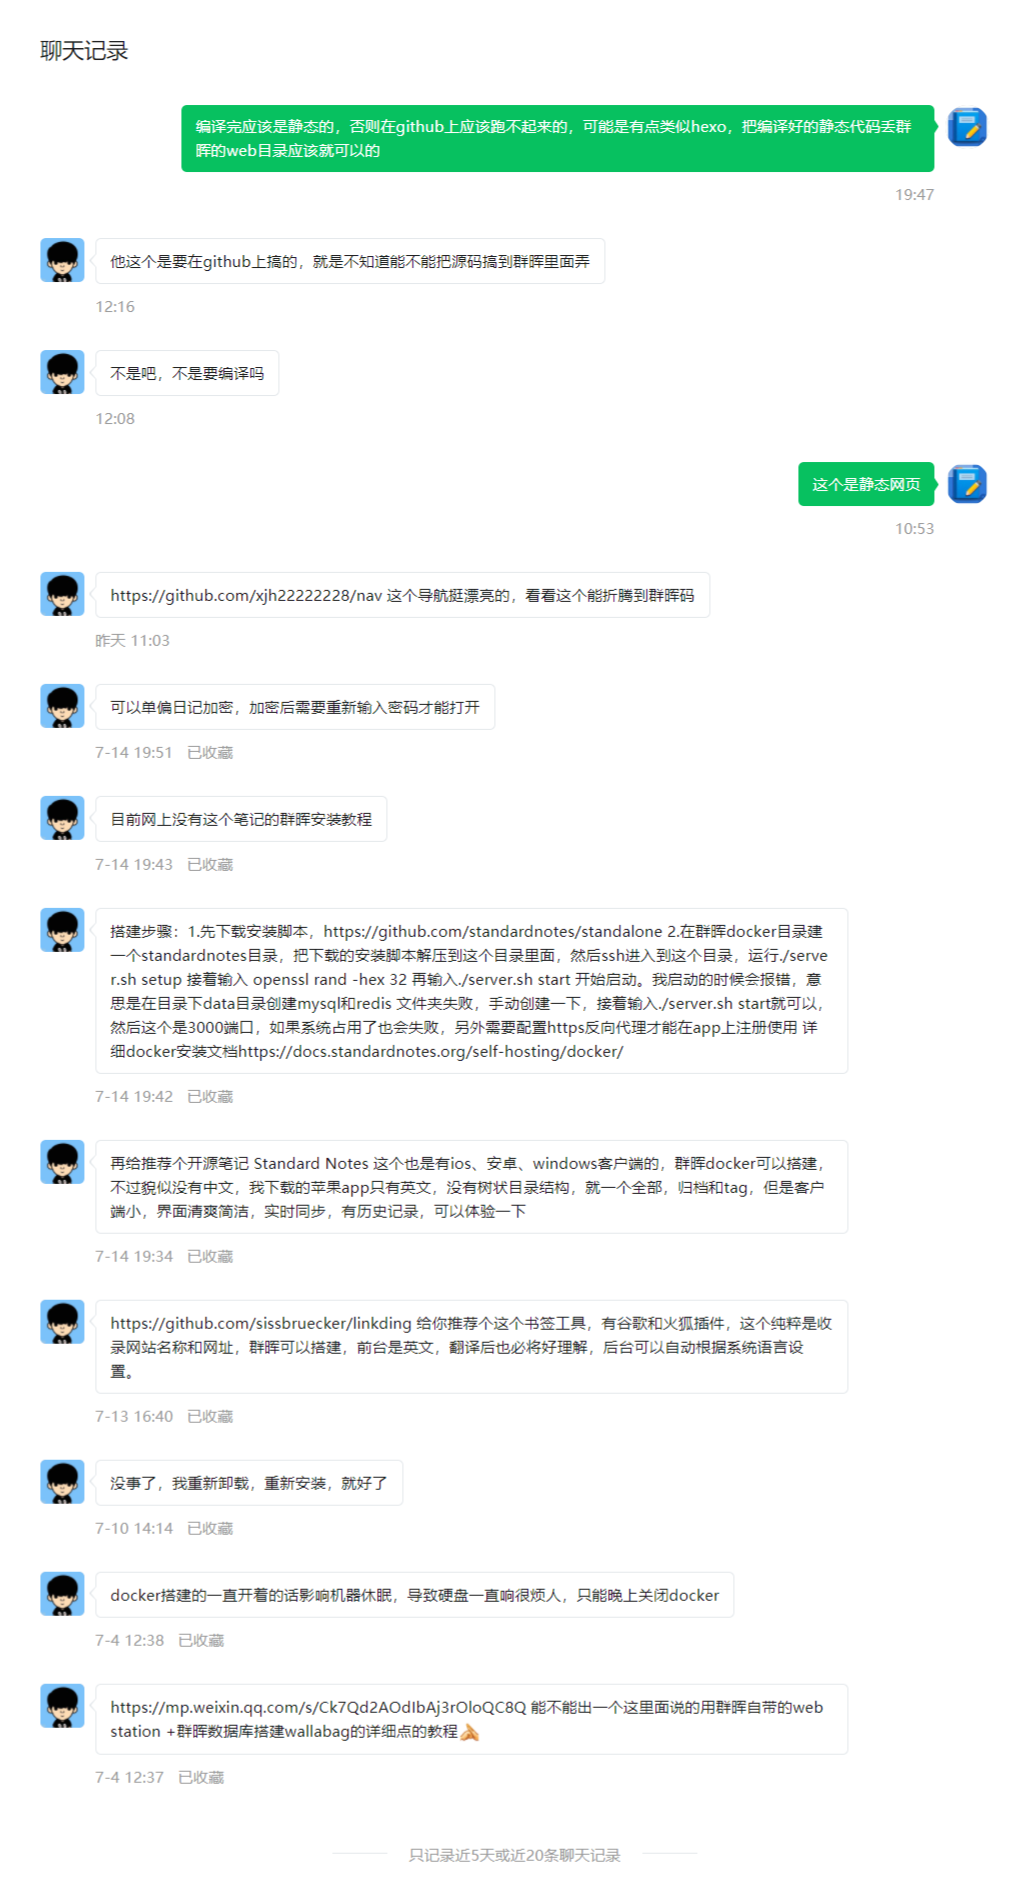 聊天记录
编译完应该是静态的，否则在github上应该跑不起来的，可能是有点类似hexo，把编译好的静态代码丢群
晖的web目录应该就可以的
19:47
他这个是要在github上搞的，就是不知道能不能把源码搞到群晖里面弄
12:16
不是吧，不是要编译吗
12:08
这个是静态网页
10:53
https://github.com/xjh22222228/nav 这个导航挺漂亮的，看看这个能折腾到群晖码
昨天 11:03
可以单偏日记加密，加密后需要重新输入密码才能打开
7-14 19:51 已收藏
目前网上没有这个笔记的群晖安装教程
7-14 19:43 已收藏
搭建步骤：1.先下载安装脚本，https://github.com/standardnotes/standalone 2.在群晖docker目录建
一个standardnotes目录，把下载的安装脚本解压到这个目录里面，然后ssh进入到这个目录，运行./serve
r.sh setup 接着输入 openssl rand -hex 32 再输入./server.sh start 开始启动。我启动的时候会报错，意
思是在目录下data目录创建mysql和redis 文件夹失败，手动创建一下，接着输入./server.sh start就可以，
然后这个是3000端口，如果系统占用了也会失败，另外需要配置https反向代理才能在app上注册使用 详
细docker安装文档https://docs.standardnotes.org/self-hosting/docker/
7-14 19:42 已收藏
再给推荐个开源笔记 Standard Notes 这个也是有ios、安卓、windows客户端的，群晖docker可以搭建，
不过貌似没有中文，我下载的苹果app只有英文，没有树状目录结构，就一个全部，归档和tag，但是客户
端小，界面清爽简洁，实时同步，有历史记录，可以体验一下
7-14 19:34 已收藏
https://github.com/sissbruecker/linkding 给你推荐个这个书签工具，有谷歌和火狐插件，这个纯粹是收
录网站名称和网址，群晖可以搭建，前台是英文，翻译后也必将好理解，后台可以自动根据系统语言设
置。
7-13 16:40 已收藏
没事了，我重新卸载，重新安装，就好了
7-10 14:14 已收藏
docker搭建的一直开着的话影响机器休眠，导致硬盘一直响很烦人，只能晚上关闭docker
7-4 12:38 已收藏
https://mp.weixin.qq.com/s/Ck7Qd2AOdIbAj3rOloQC8Q 能不能出一个这里面说的用群晖自带的web
station +群晖数据库搭建wallabag的详细点的教程
7-4 12:37 已收藏
只记录近5天或近20条聊天记录